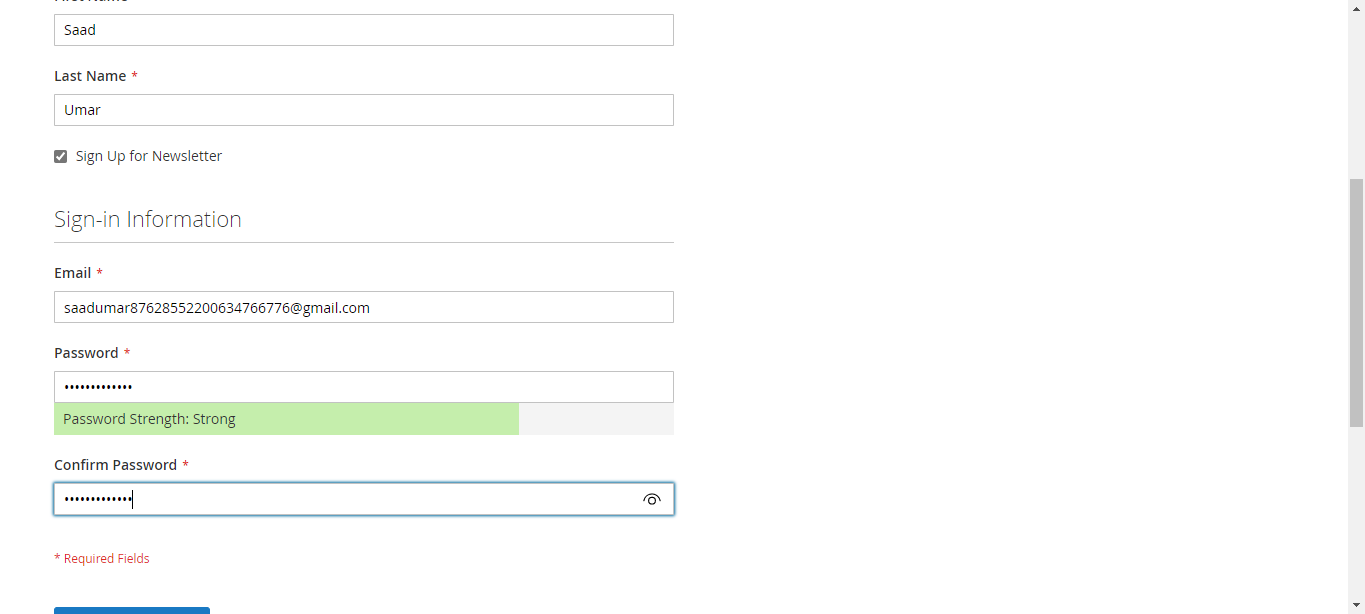 Saad
Last Name *
Umar
Sign Up for Newsletter
Sign-in Information
Email *
saadumar87628552200634766776@gmail.com
Password *
•••••••••••••
Password Strength: Strong
Confirm Password *
•••••••••••••
* Required Fields